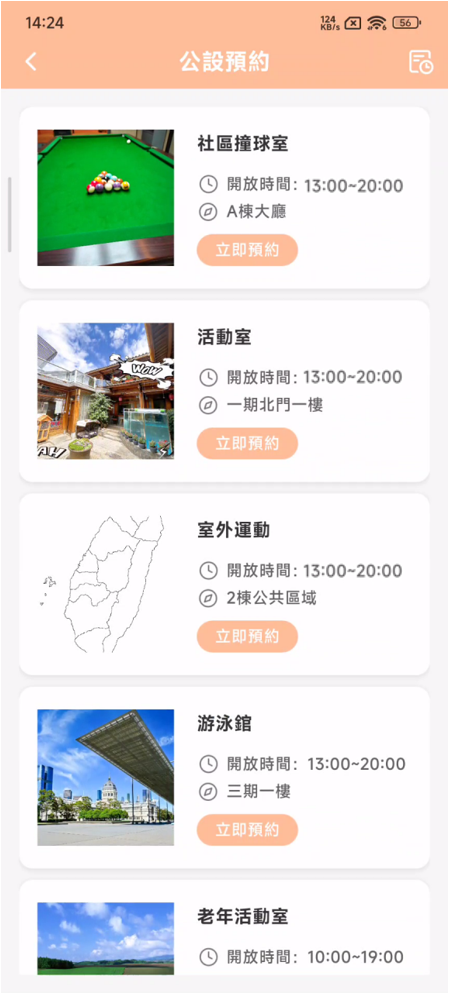 14:24
124
KB/s
56
公設預約
社區撞球室
開放時間：13:00~20:00
A棟大廳
立即預約
活動室
WOW
AH
開放時間：13:00~20:00
一期北門一樓
立即預約
室外運動
開放時間：13:00~20:00
2棟公共區域
立即預約
游泳錧
開放時間：13:00~20:00
三期一樓
立即預約
老年活動室
開放時間：10:00~19:00